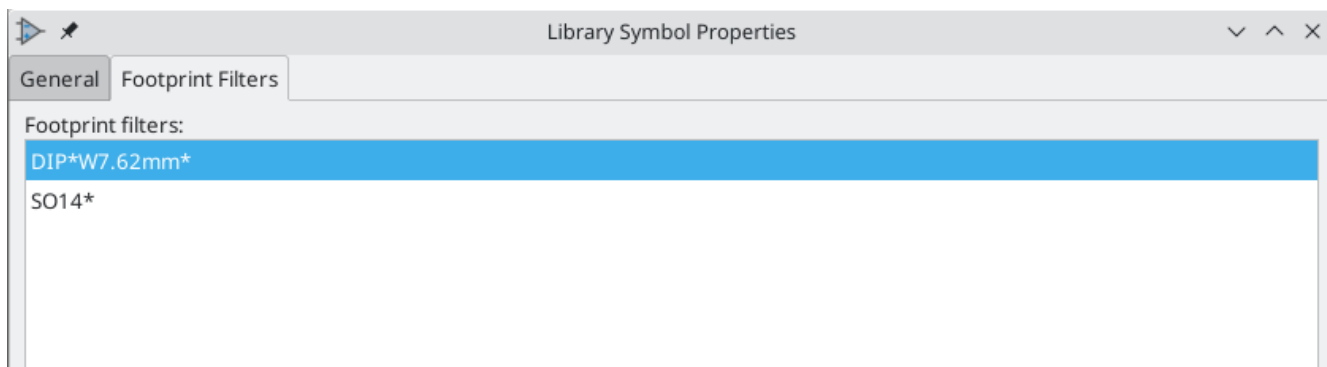 Library Symbol Properties
General Footprint Filters
Footprint filters:
DIP*W7.62mm*
SO14*